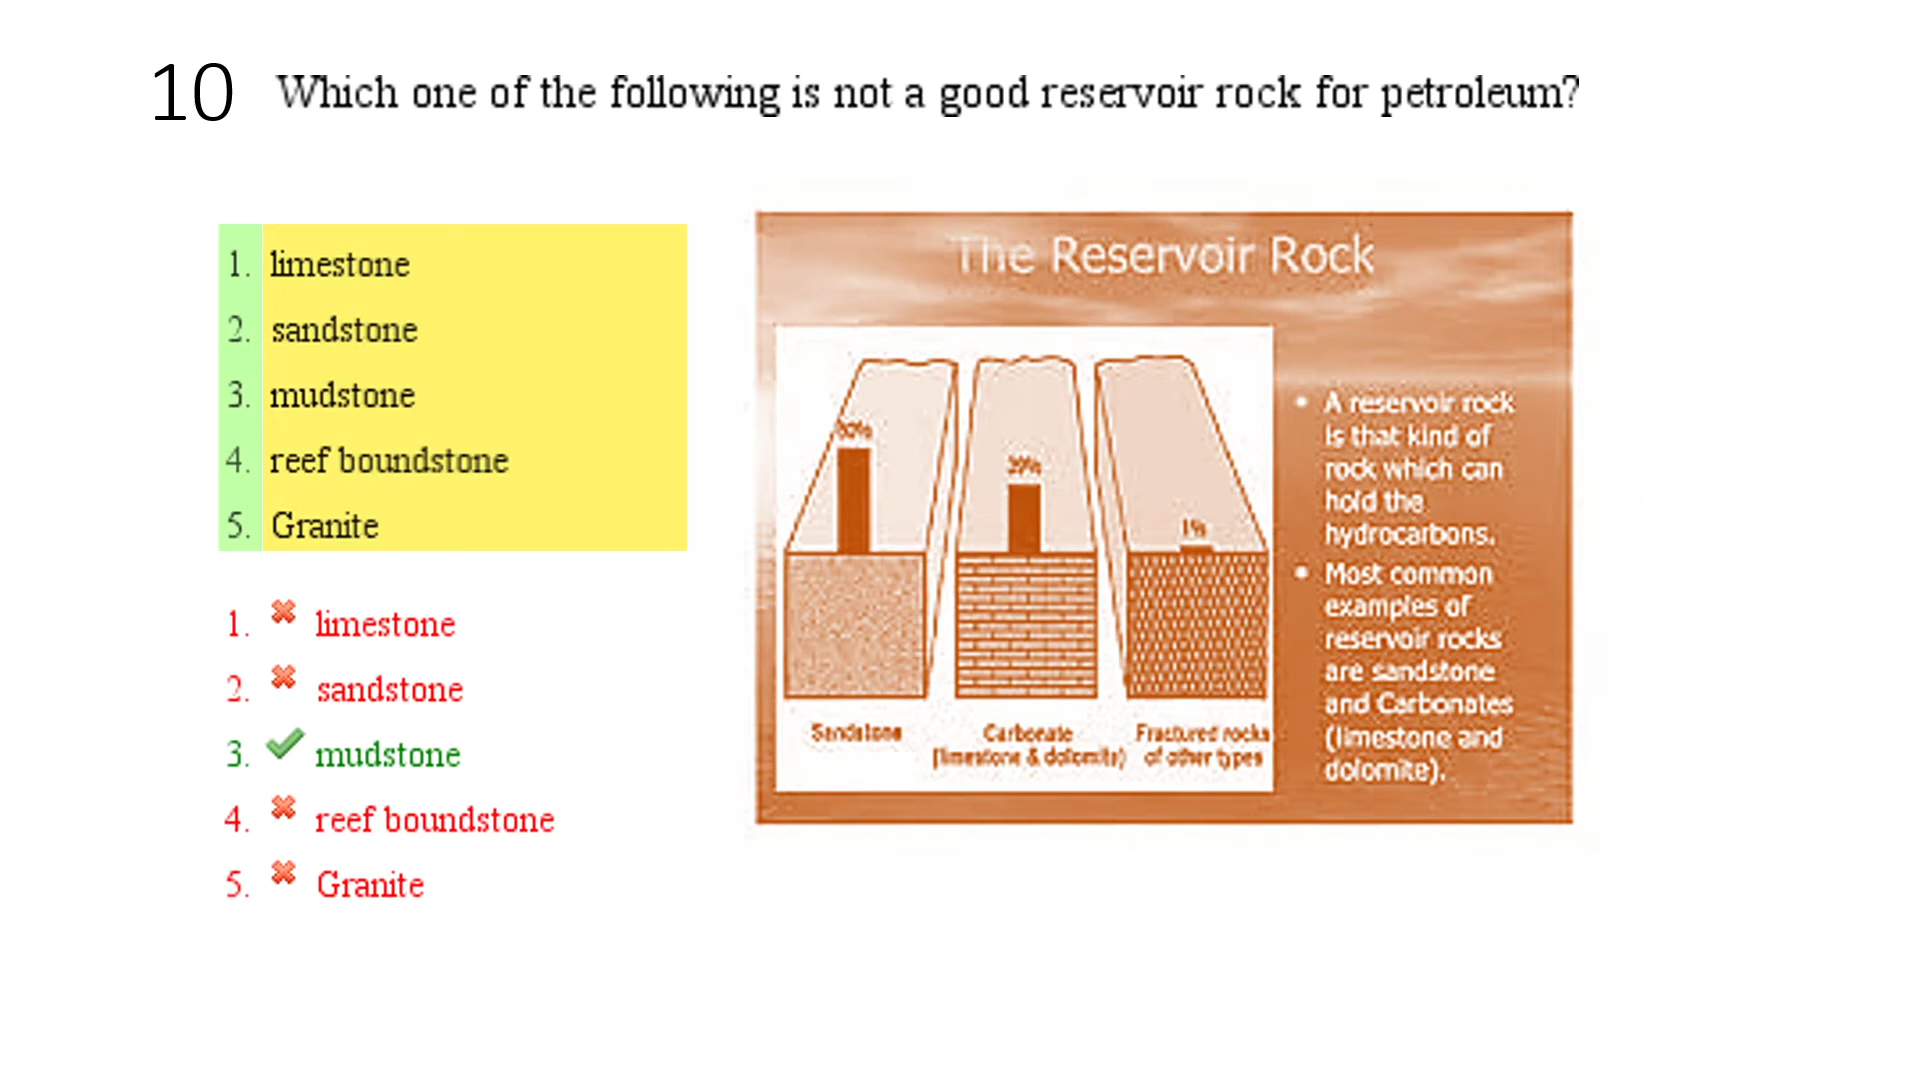 10 Which one of the following is not a good reservoir rock for petroleum?
1. limestone
2. sandstone
3. mudstone
4. reef boundstone
5. Granite
1. limestone
2. sandstone
3. mudstone
4. reef boundstone
5. Granite
The Reservoir Rock
1%
Sandstone
Carbonate
(limestone & dolomite)
Fractured rocks
of other types
• A reservoir rock
is that kind of
rock which can
hold the
hydrocarbons.
• Most common
examples of
reservoir rocks
are sandstone
and Carbonates
(limestone and
dolomite).